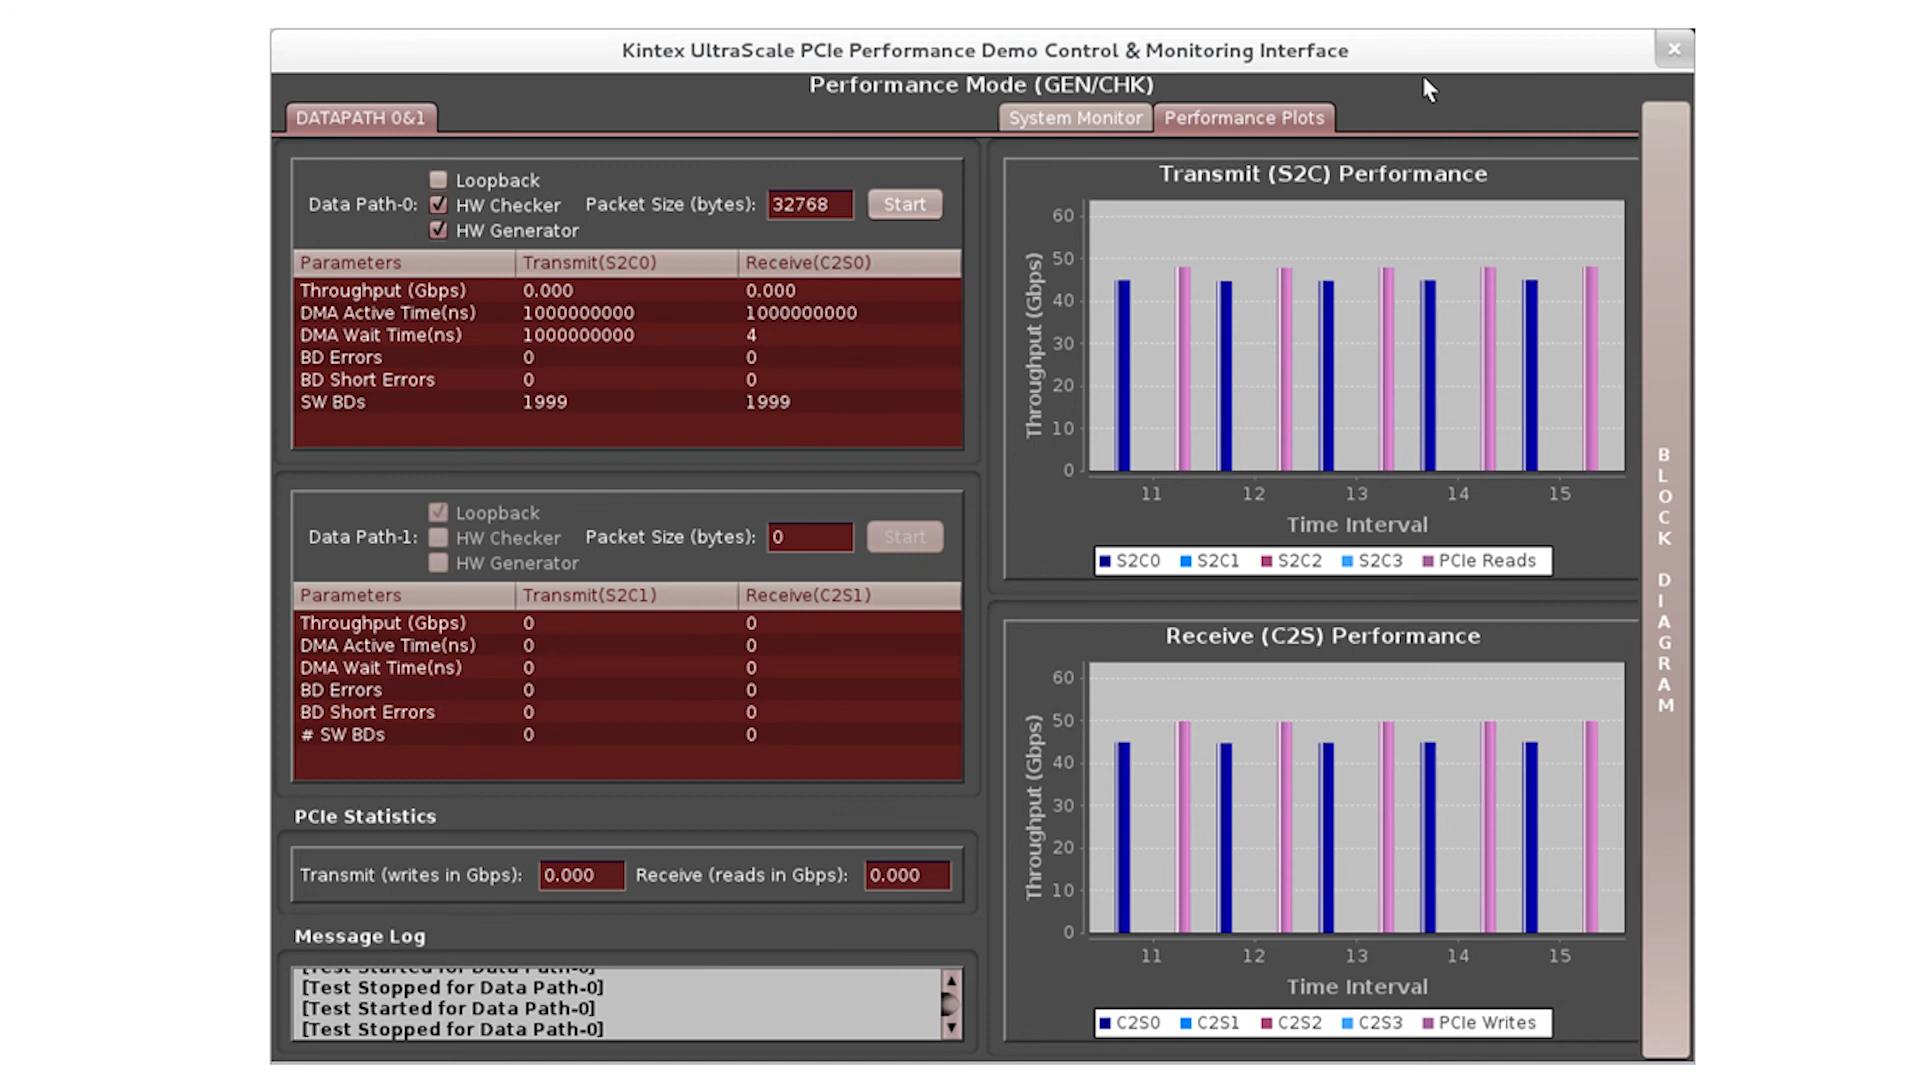 Kintex UltraScale PCIe Performance Demo Control & Monitoring Interface
Performance Mode (GEN/CHK)
DATAPATH 0&1
System Monitor
Performance Plots
Data Path-0:
Loopback
HW Checker
HW Generator
Packet Size (bytes):
32768
Start
Parameters Transmit(S2C0) Receive(C2S0)
Throughput (Gbps) 0.000 0.000
DMA Active Time(ns) 1000000000 1000000000
DMA Wait Time(ns) 1000000000 4
BD Errors 0 0
BD Short Errors 0 0
SW BDs 1999 1999
Data Path-1:
Loopback
HW Checker
HW Generator
Packet Size (bytes):
0
Start
Parameters Transmit(S2C1) Receive(C2S1)
Throughput (Gbps) 0 0
DMA Active Time(ns) 0 0
DMA Wait Time(ns) 0 0
BD Errors 0 0
BD Short Errors 0 0
# SW BDs 0 0
PCIe Statistics
Transmit (writes in Gbps): 0.000 Receive (reads in Gbps): 0.000
Message Log
[Test Started for Data Path-0]
[Test Stopped for Data Path-0]
[Test Started for Data Path-0]
[Test Stopped for Data Path-0]
Transmit (S2C) Performance
Throughput (Gbps)
60
50
40
30
20
10
0
11 12 13 14 15
Time Interval
S2C0 S2C1 S2C2 S2C3 PCIe Reads
Receive (C2S) Performance
Throughput (Gbps)
60
50
40
30
20
10
0
11 12 13 14 15
Time Interval
C2S0 C2S1 C2S2 C2S3 PCIe Writes
BLOCK DIAGRAM